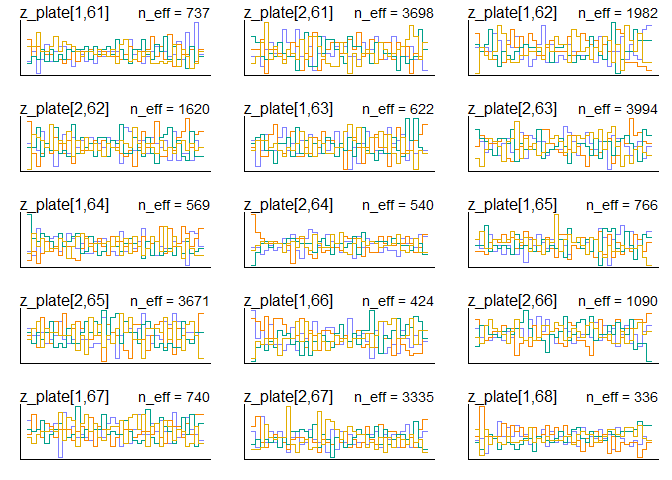 z_plate[1,61] n_eff = 737 z_plate[2,61] n_eff = 3698 z_plate[1,62] n_eff = 1982
z_plate[2,62] n_eff = 1620 z_plate[1,63] n_eff = 622 z_plate[2,63] n_eff = 3994
z_plate[1,64] n_eff = 569 z_plate[2,64] n_eff = 540 z_plate[1,65] n_eff = 766
z_plate[2,65] n_eff = 3671 z_plate[1,66] n_eff = 424 z_plate[2,66] n_eff = 1090
z_plate[1,67] n_eff = 740 z_plate[2,67] n_eff = 3335 z_plate[1,68] n_eff = 336